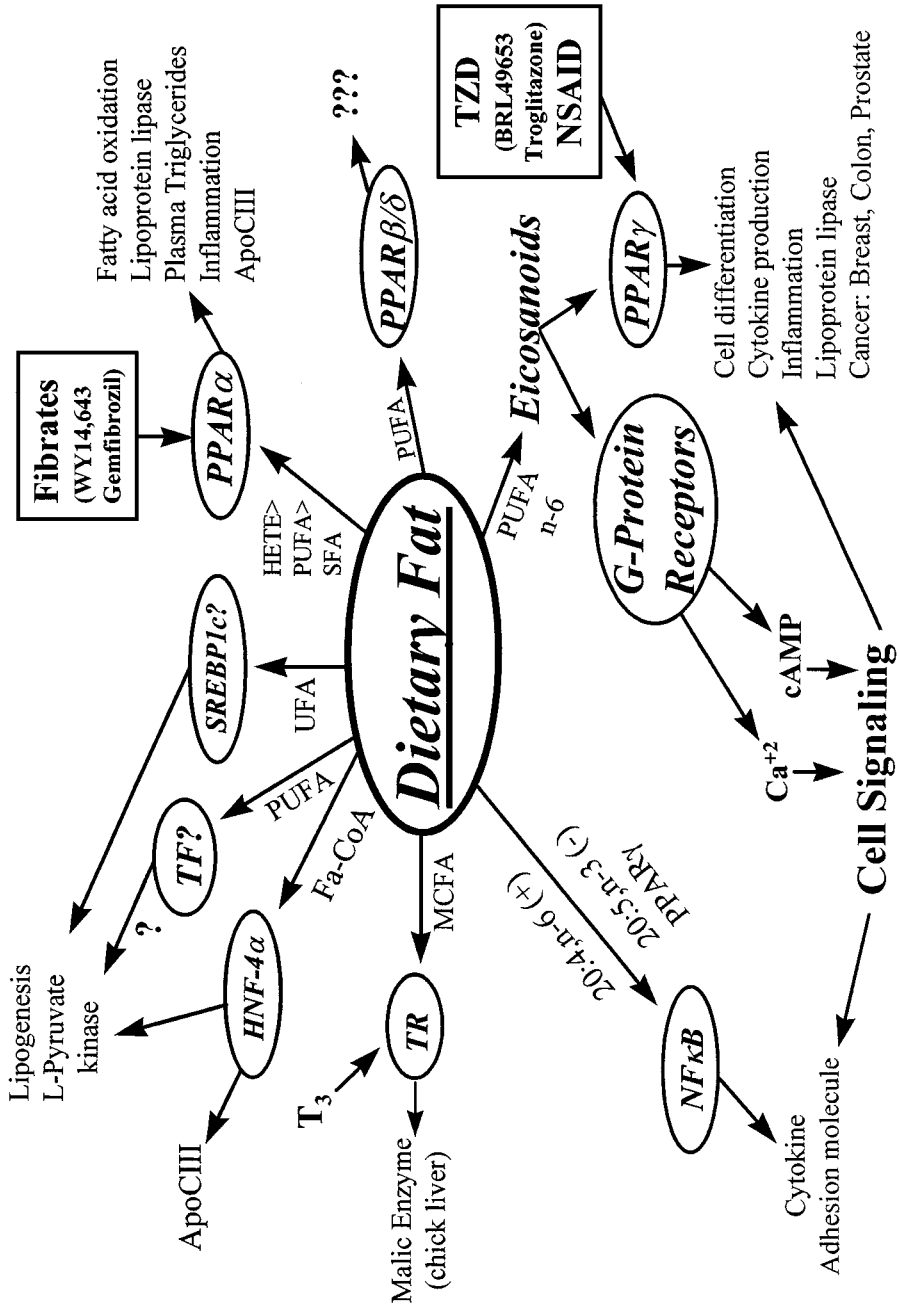 Lipogenesis
L-Pyruvate
kinase
?
ApoCIII
HNF-4α
TF?
SREBP1c?
Fibrates
(WY14,643
Gemfibrozil)
PPARα
Fatty acid oxidation
Lipoprotein lipase
Plasma Triglycerides
Inflammation
ApoCIII
HETE>
PUFA>
SFA
UFA
PUFA
Fa-CoA
T3
TR
Malic Enzyme
(chick liver)
MCFA
Dietary Fat
PUFA
PPARβ/δ
???
PUFA
n-6
Eicosanoids
TZD
(BRL49653
Troglitazone)
NSAID
PPARγ
20:4,n-6 (+)
20:5,n-3 (-)
PPARγ
NFκB
G-Protein
Receptors
Cytokine
Adhesion molecule
Ca+2
cAMP
Cell Signaling
Cell differentiation
Cytokine production
Inflammation
Lipoprotein lipase
Cancer: Breast, Colon, Prostate